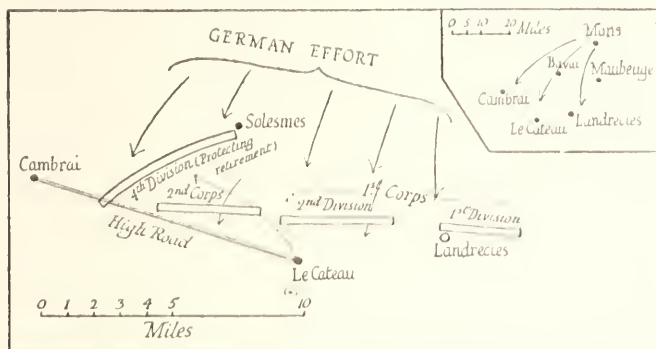 GERMAN EFFORT
Solesmes
4th Division (Protecting
retirement)
Cambrai
2nd Corps
1st Corps
2nd Division
1st Division
High Road
Landrecies
Le Cateau
0 1 2 3 4 5 10
Miles
0 5 10 20 Miles
Mons
Bavai
Maubeuge
Cambrai
Le Cateau
Landrecies